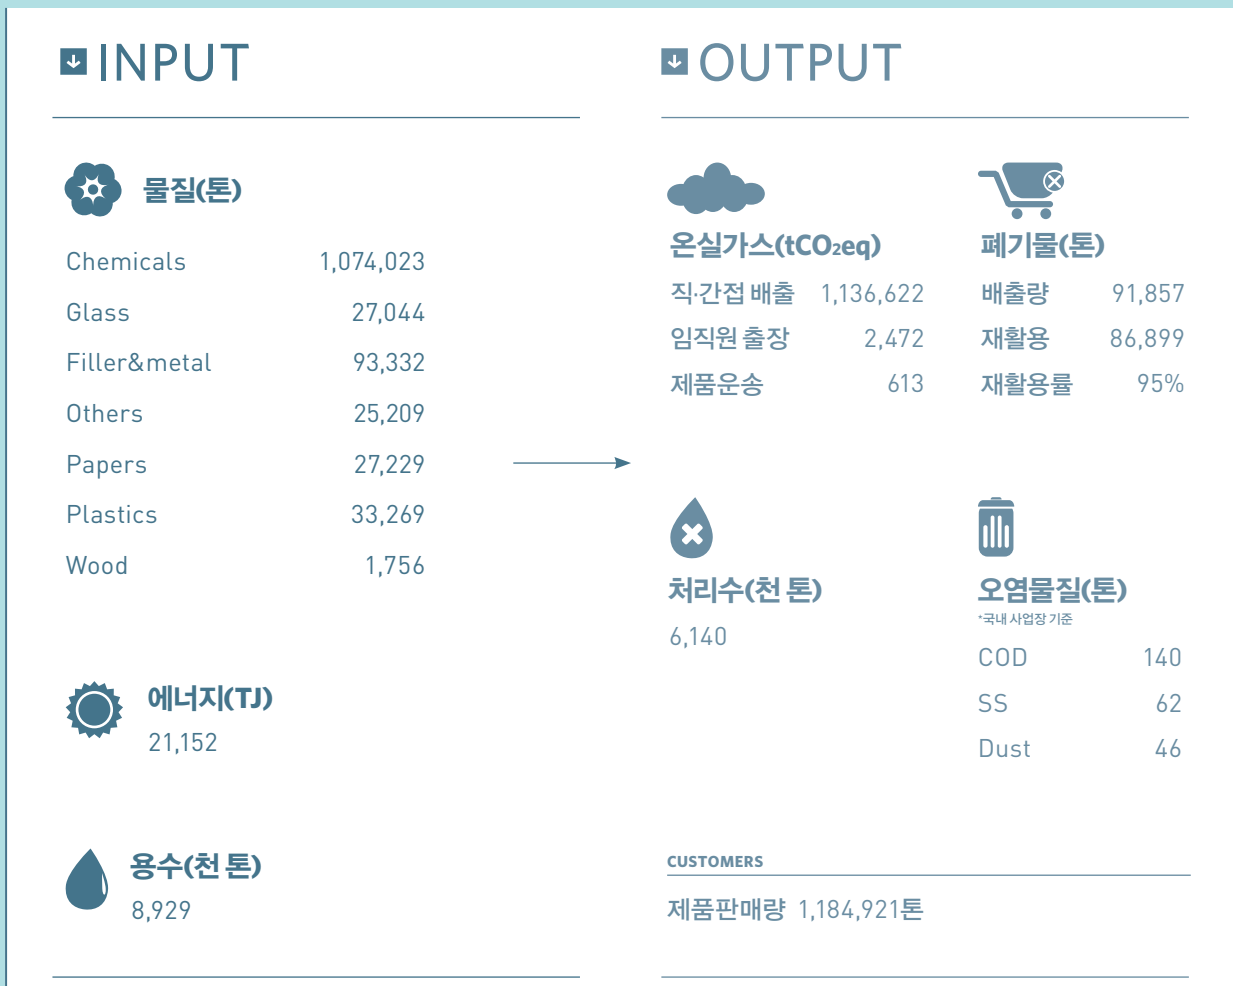 INPUT
물질(톤)
Chemicals 1,074,023
Glass 27,044
Filler&metal 93,332
Others 25,209
Papers 27,229
Plastics 33,269
Wood 1,756
에너지(TJ)
21,152
용수(천 톤)
8,929
OUTPUT
온실가스(tCO₂eq)
직·간접 배출 1,136,622
임직원 출장 2,472
제품운송 613
폐기물(톤)
배출량 91,857
재활용 86,899
재활용률 95%
처리수(천 톤)
6,140
오염물질(톤)
*국내 사업장 기준
COD 140
SS 62
Dust 46
CUSTOMERS
제품판매량 1,184,921톤